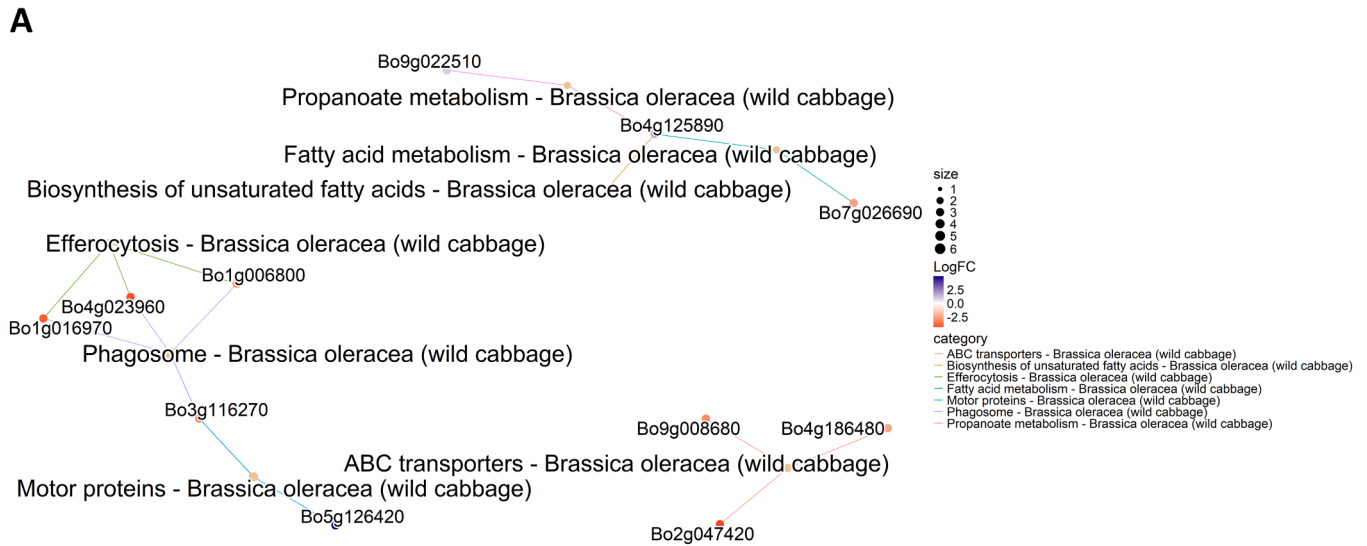 A
Bo9g022510
Propanoate metabolism - Brassica oleracea (wild cabbage)
Bo4g125890
Fatty acid metabolism - Brassica oleracea (wild cabbage)
Biosynthesis of unsaturated fatty acids - Brassica oleracea (wild cabbage)
Bo7g026690
Efferocytosis - Brassica oleracea (wild cabbage)
Bo1g006800
Bo4g023960
Bo1g016970
Phagosome - Brassica oleracea (wild cabbage)
Bo3g116270
Bo9g008680
Bo4g186480
ABC transporters - Brassica oleracea (wild cabbage)
Motor proteins - Brassica oleracea (wild cabbage)
Bo5g126420
Bo2g047420
size
1
2
3
4
5
6
LogFC
2.5
0.0
-2.5
category
ABC transporters - Brassica oleracea (wild cabbage)
Biosynthesis of unsaturated fatty acids - Brassica oleracea (wild cabbage)
Efferocytosis - Brassica oleracea (wild cabbage)
Fatty acid metabolism - Brassica oleracea (wild cabbage)
Motor proteins - Brassica oleracea (wild cabbage)
Phagosome - Brassica oleracea (wild cabbage)
Propanoate metabolism - Brassica oleracea (wild cabbage)